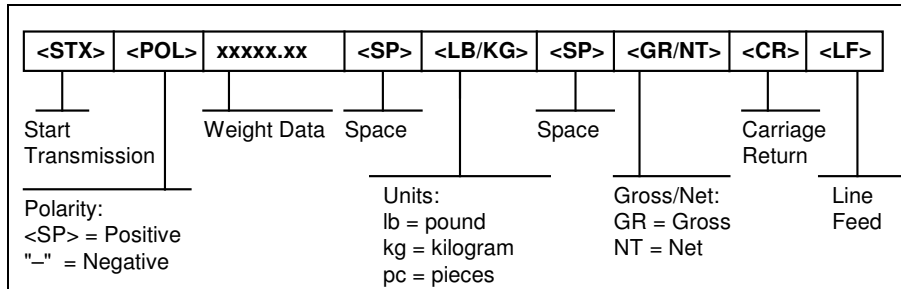 <STX> <POL> xxxxx.xx <SP> <LB/KG> <SP> <GR/NT> <CR> <LF>
Start
Transmission
Weight Data
Space
Space
Carriage
Return
Polarity:
<SP> = Positive
"–" = Negative
Units:
lb = pound
kg = kilogram
pc = pieces
Gross/Net:
GR = Gross
NT = Net
Line
Feed